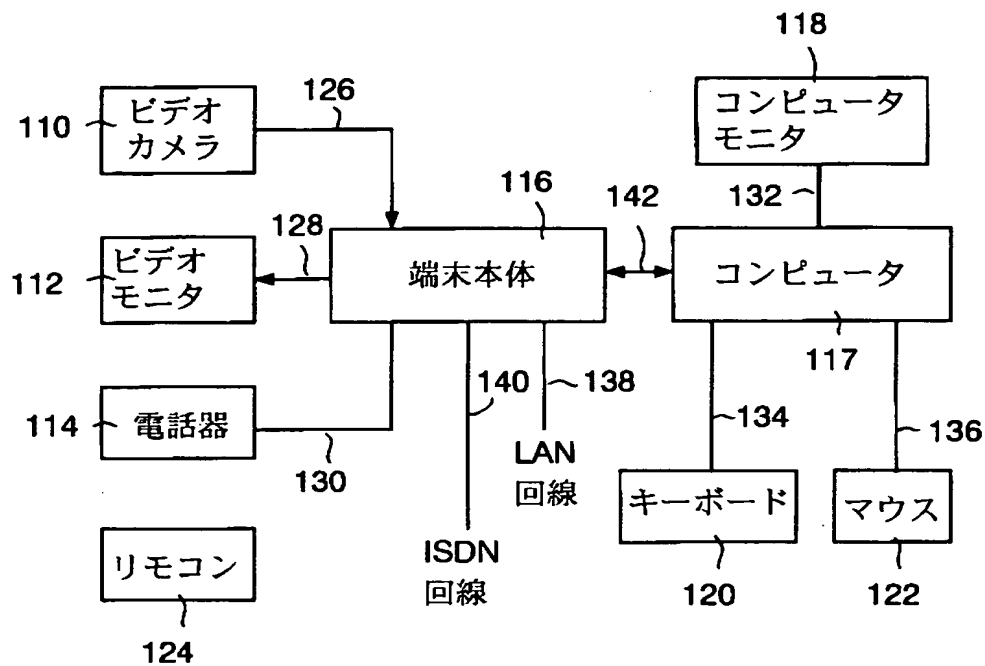 118
110
ビデオ
カメラ
126
コンピュータ
モニタ
116
142
132
112
ビデオ
モニタ
128
端末本体
コンピュータ
117
114
電話器
130
140
138
134
136
LAN
回線
キーボード
マウス
リモコン
ISDN
回線
120
122
124